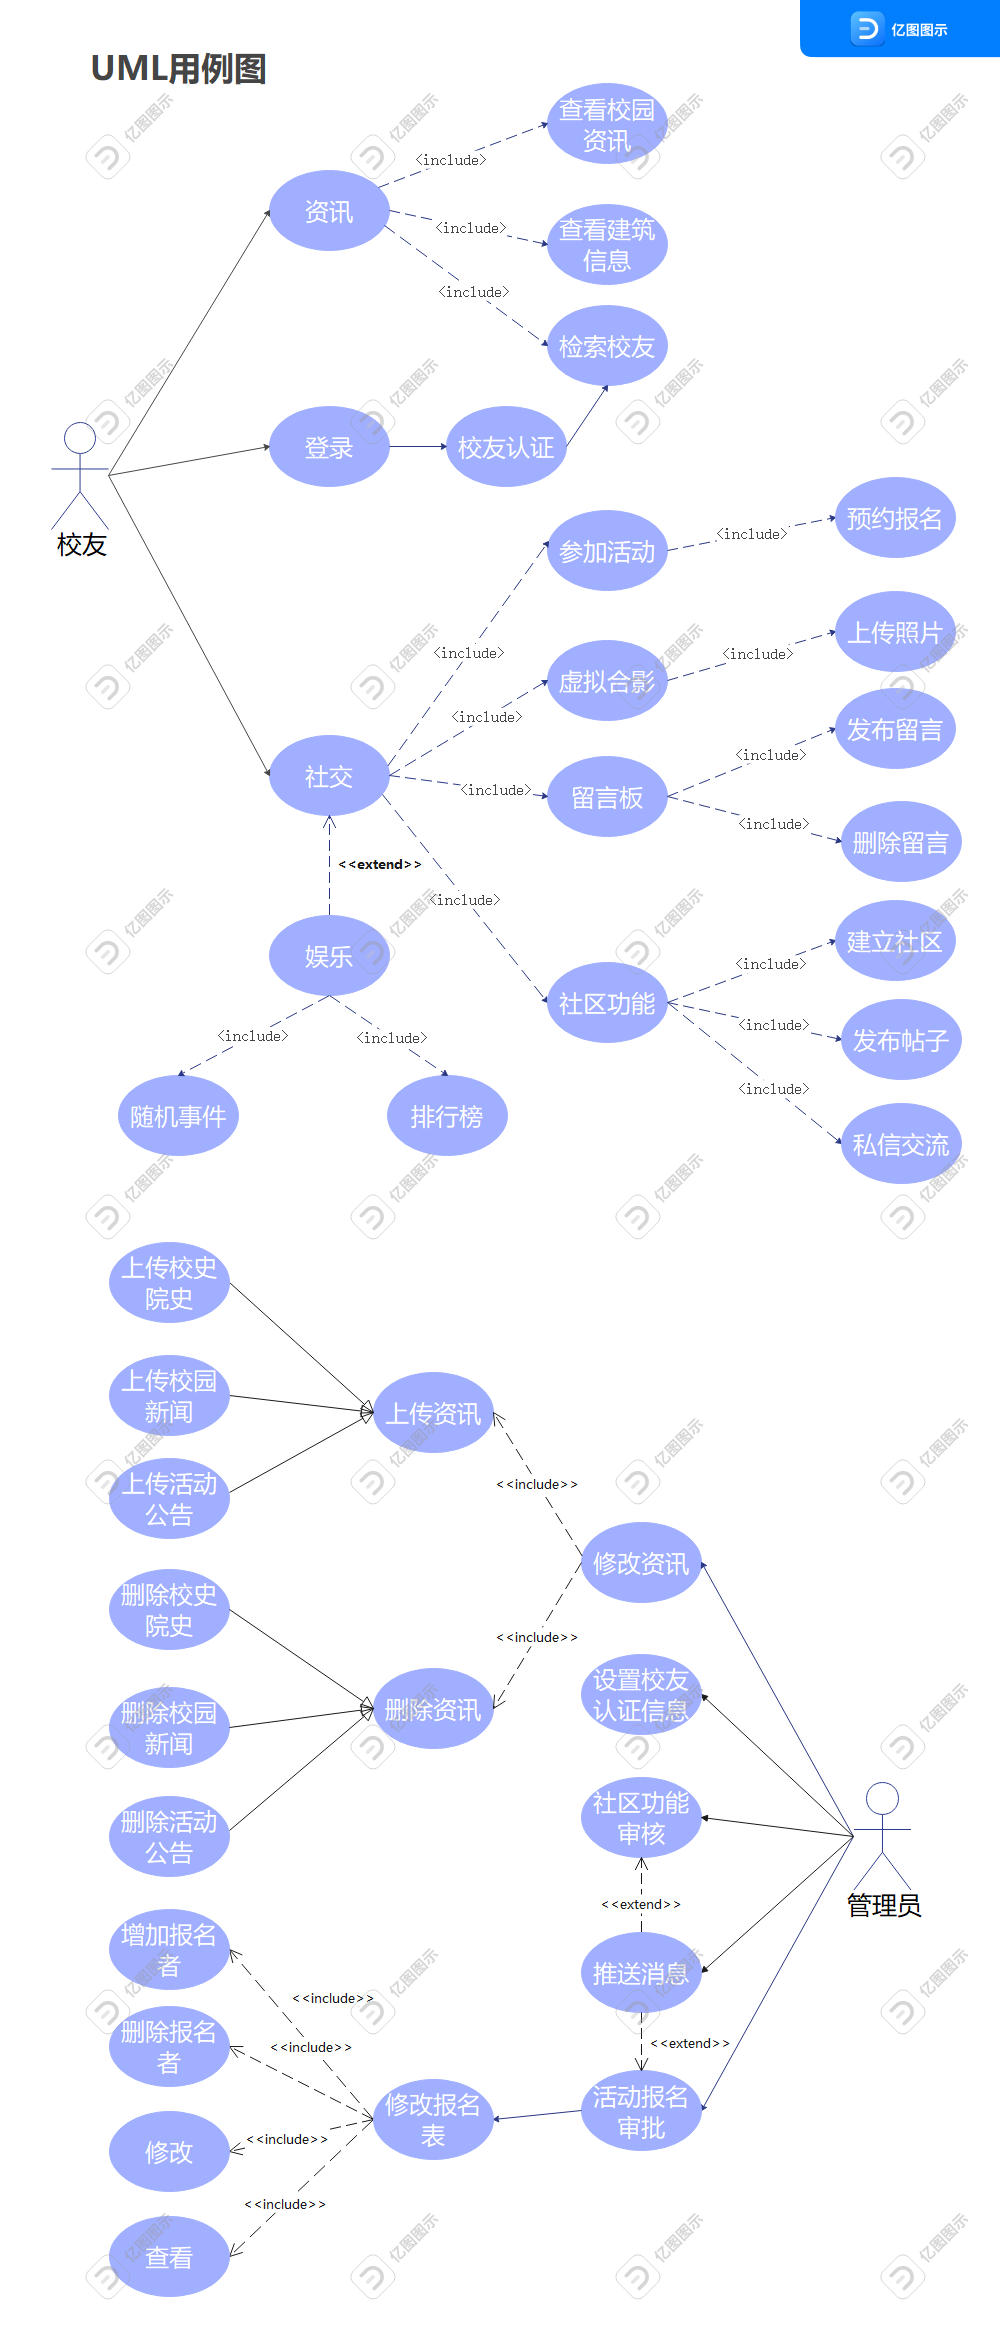 亿图图示
UML用例图
查看校园
资讯
<include>
资讯
<include>
查看建筑
信息
<include>
检索校友
登录
校友认证
校友
预约报名
<include>
参加活动
上传照片
<include>
<include>
虚拟合影
<include>
发布留言
<include>
社交
<include>
留言板
<include>
删除留言
<<extend>>
<include>
建立社区
娱乐
<include>
社区功能
<include>
发布帖子
<include>
<include>
<include>
随机事件
排行榜
私信交流
上传校史
院史
上传校园
新闻
上传资讯
上传活动
公告
<<include>>
修改资讯
删除校史
院史
<<include>>
设置校友
认证信息
删除资讯
删除校园
新闻
社区功能
审核
删除活动
公告
<<extend>>
管理员
增加报名
者
推送消息
<<include>>
删除报名
者
<<include>>
<<extend>>
修改报名
表
活动报名
审批
<<include>>
修改
<<include>>
查看